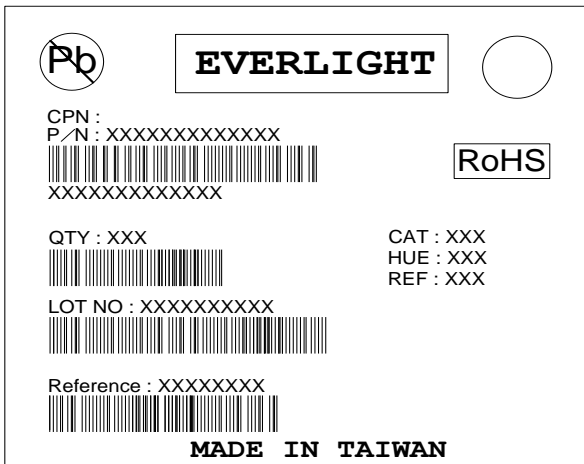 Pb
EVERLIGHT
CPN :
P/N : XXXXXXXXXXXXX
RoHS
XXXXXXXXXXXXX
QTY : XXX
CAT : XXX
HUE : XXX
REF : XXX
LOT NO : XXXXXXXXXX
Reference : XXXXXXXX
MADE IN TAIWAN